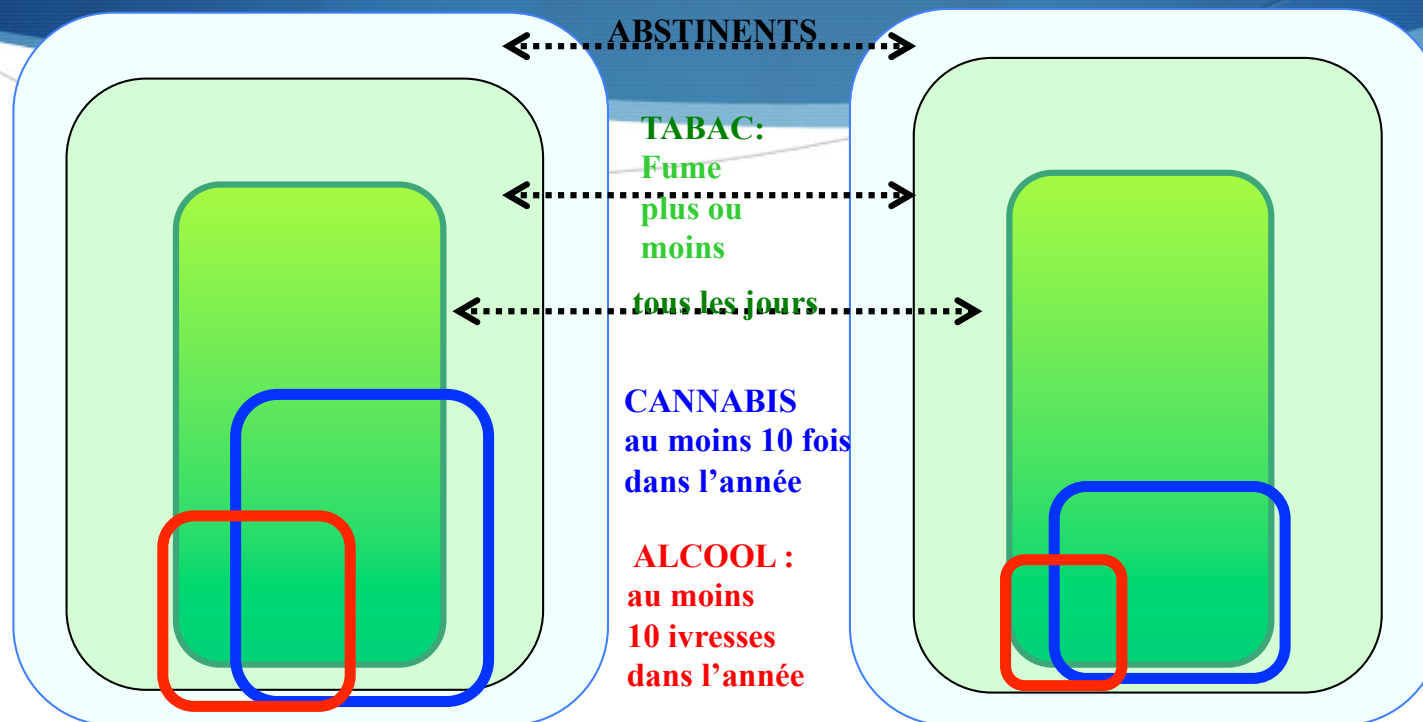 ABSTINENTS
TABAC:
Fume
plus ou
moins
tous les jours
CANNABIS
au moins 10 fois
dans l’année
ALCOOL :
au moins
10 ivresses
dans l’année